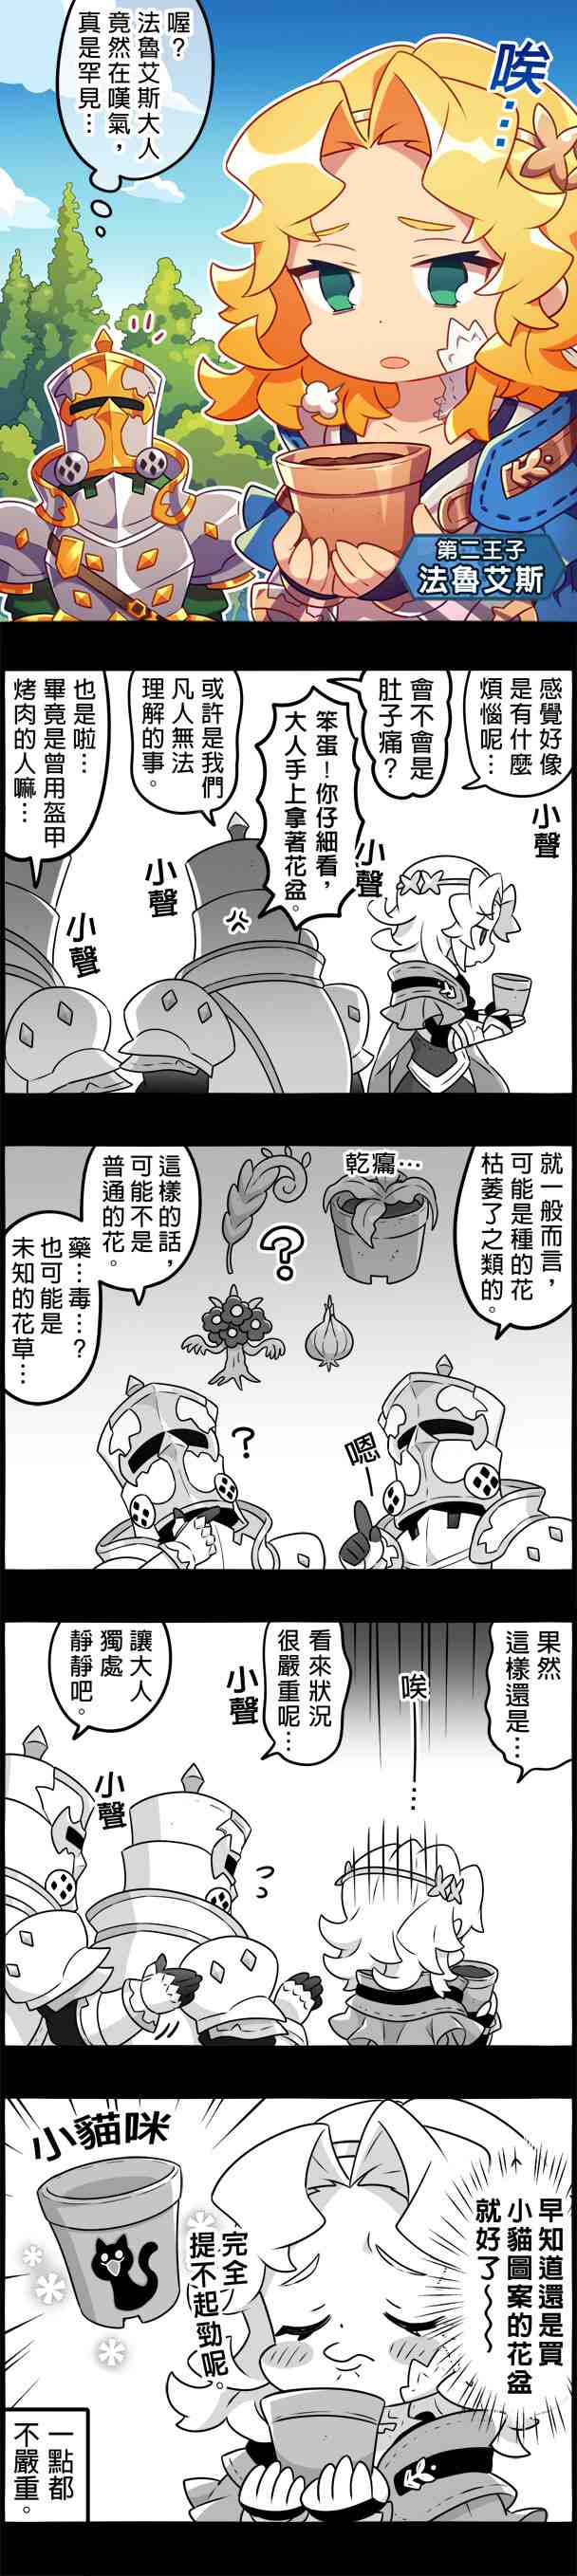 唉…
喔？
法魯艾斯大人
竟然在嘆氣，
真是罕見…
第二王子
法魯艾斯
感覺好像
是有什麼
煩惱呢…
小聲
會不會是
肚子痛？
小聲
笨蛋！你仔細看，
大人手上拿著花盆。
或許是我們
凡人無法
理解的事。
小聲
也是啦…
畢竟是曾用盔甲
烤肉的人嘛…
小聲
就一般而言，
可能是種的花
枯萎了之類的。
乾癟…
？
嗯—
這樣的話，
可能不是
普通的花。
藥…毒…？
也可能是
未知的花草…
？
果然
這樣還是…
唉—…
看來狀況
很嚴重呢…
小聲
讓大人
獨處
靜靜吧。
小聲
早知道還是買
小貓圖案的花盆
就好了～～
小貓咪
完全
提不起勁呢。
一點都
不嚴重。